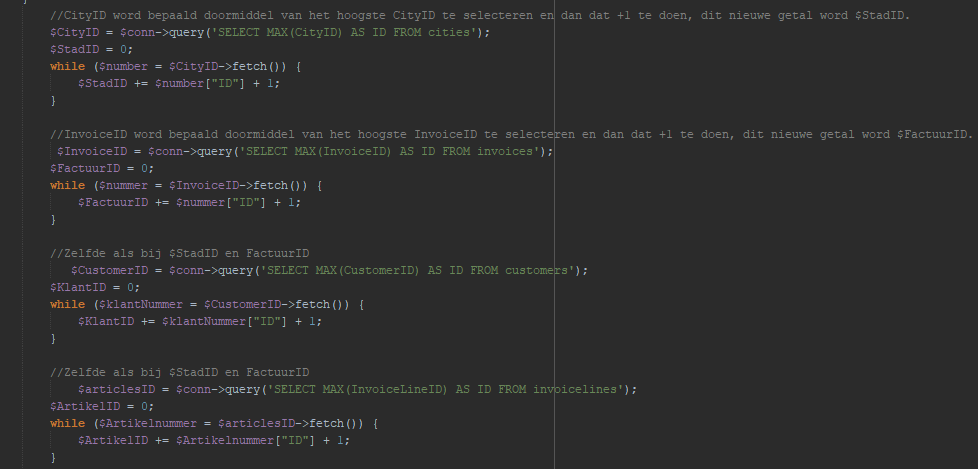 }
//CityID word bepaald doormiddel van het hoogste CityID te selecteren en dan dat +1 te doen, dit nieuwe getal word $StadID.
$CityID = $conn->query('SELECT MAX(CityID) AS ID FROM cities');
$StadID = 0;
while ($number = $CityID->fetch()) {
$StadID += $number["ID"] + 1;
}
//InvoiceID word bepaald doormiddel van het hoogste InvoiceID te selecteren en dan dat +1 te doen, dit nieuwe getal word $FactuurID.
$InvoiceID = $conn->query('SELECT MAX(InvoiceID) AS ID FROM invoices');
$FactuurID = 0;
while ($nummer = $InvoiceID->fetch()) {
$FactuurID += $nummer["ID"] + 1;
}
//Zelfde als bij $StadID en FactuurID
$CustomerID = $conn->query('SELECT MAX(CustomerID) AS ID FROM customers');
$KlantID = 0;
while ($klantNummer = $CustomerID->fetch()) {
$KlantID += $klantNummer["ID"] + 1;
}
//Zelfde als bij $StadID en FactuurID
$articlesID = $conn->query('SELECT MAX(InvoiceLineID) AS ID FROM invoicelines');
$ArtikelID = 0;
while ($Artikelnummer = $articlesID->fetch()) {
$ArtikelID += $Artikelnummer["ID"] + 1;
}